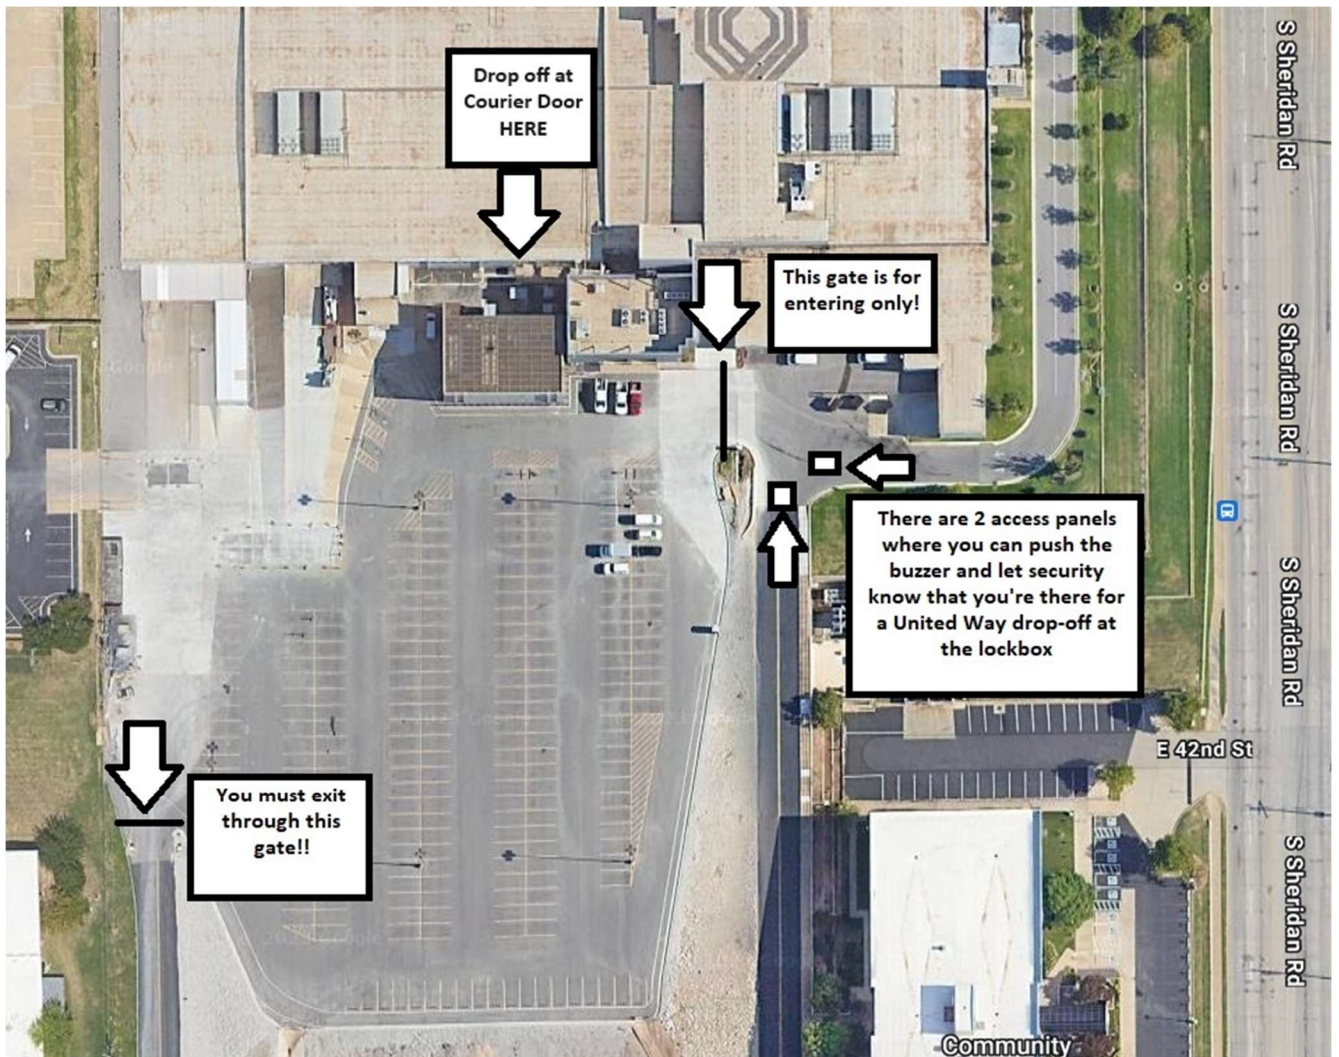 Drop off at
Courier Door
HERE
This gate is for
entering only!
There are 2 access panels
where you can push the
buzzer and let security
know that you're there for
a United Way drop-off at
the lockbox
You must exit
through this
gate!!
S Sheridan Rd
S Sheridan Rd
S Sheridan Rd
S Sheridan Rd
E 42nd St
Community
Google